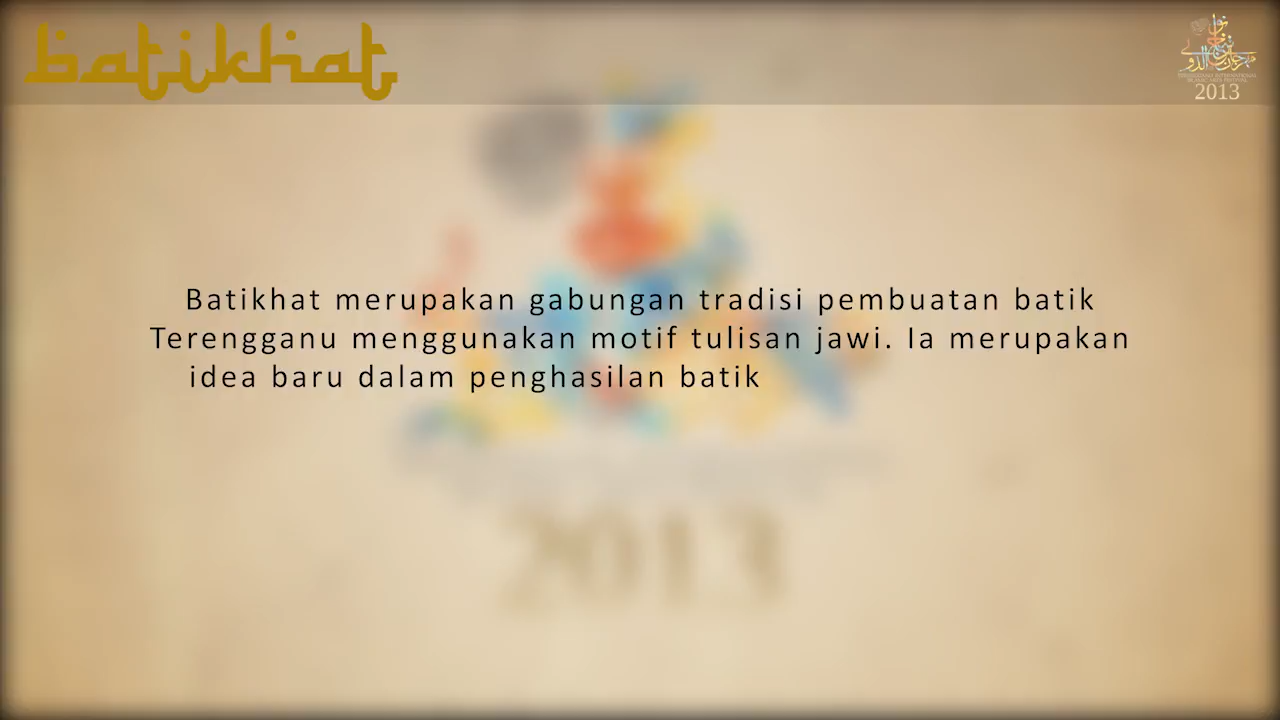 batikhat
2013
Batikhat merupakan gabungan tradisi pembuatan batik
Terengganu menggunakan motif tulisan jawi. Ia merupakan
idea baru dalam penghasilan batik
2013